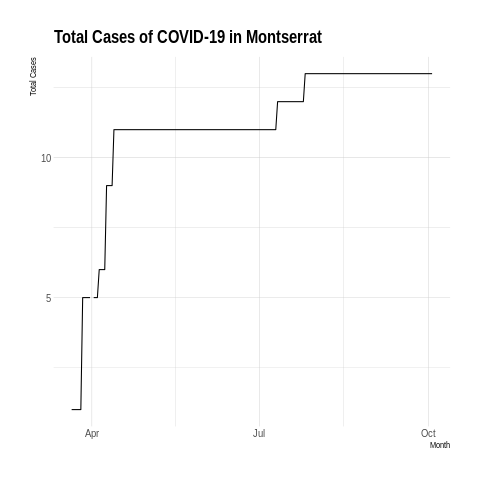 Total Cases of COVID-19 in Montserrat
Total Cases
10
5
Apr
Jul
Oct
Month